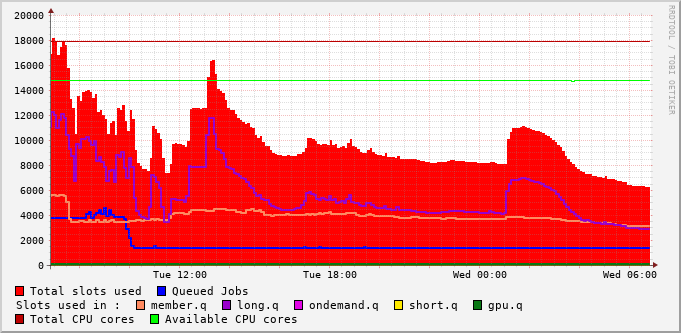 RRDTOOL / TOBI OETIKER
20000
18000
16000
14000
12000
10000
8000
6000
4000
2000
0
Tue 12:00 Tue 18:00 Wed 00:00 Wed 06:00
Total slots used Queued Jobs
Slots used in : member.q long.q ondemand.q short.q gpu.q
Total CPU cores Available CPU cores